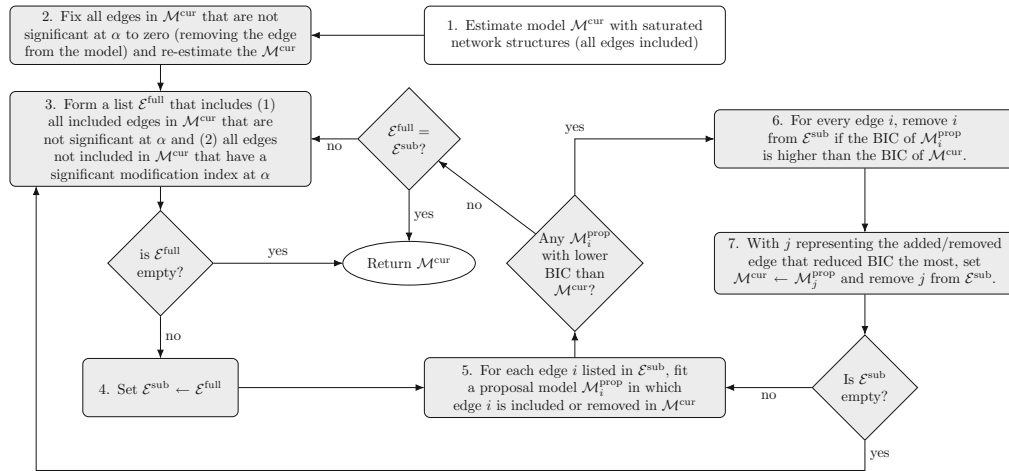 2. Fix all edges in ℳ^cur that are not
significant at α to zero (removing the edge
from the model) and re-estimate the ℳ^cur
1. Estimate model ℳ^cur with saturated
network structures (all edges included)
3. Form a list ℰ^full that includes (1)
all included edges in ℳ^cur that are
not significant at α and (2) all edges
not included in ℳ^cur that have a
significant modification index at α
no
ℰ^full =
ℰ^sub?
yes
Return ℳ^cur
is ℰ^full
empty?
yes
no
4. Set ℰ^sub ← ℰ^full
5. For each edge i listed in ℰ^sub, fit
a proposal model ℳ_i^prop in which
edge i is included or removed in ℳ^cur
Any ℳ_i^prop
with lower
BIC than
ℳ^cur?
no
yes
6. For every edge i, remove i
from ℰ^sub if the BIC of ℳ_i^prop
is higher than the BIC of ℳ^cur.
7. With j representing the added/removed
edge that reduced BIC the most, set
ℳ^cur ← ℳ_j^prop and remove j from ℰ^sub.
Is ℰ^sub
empty?
no
yes